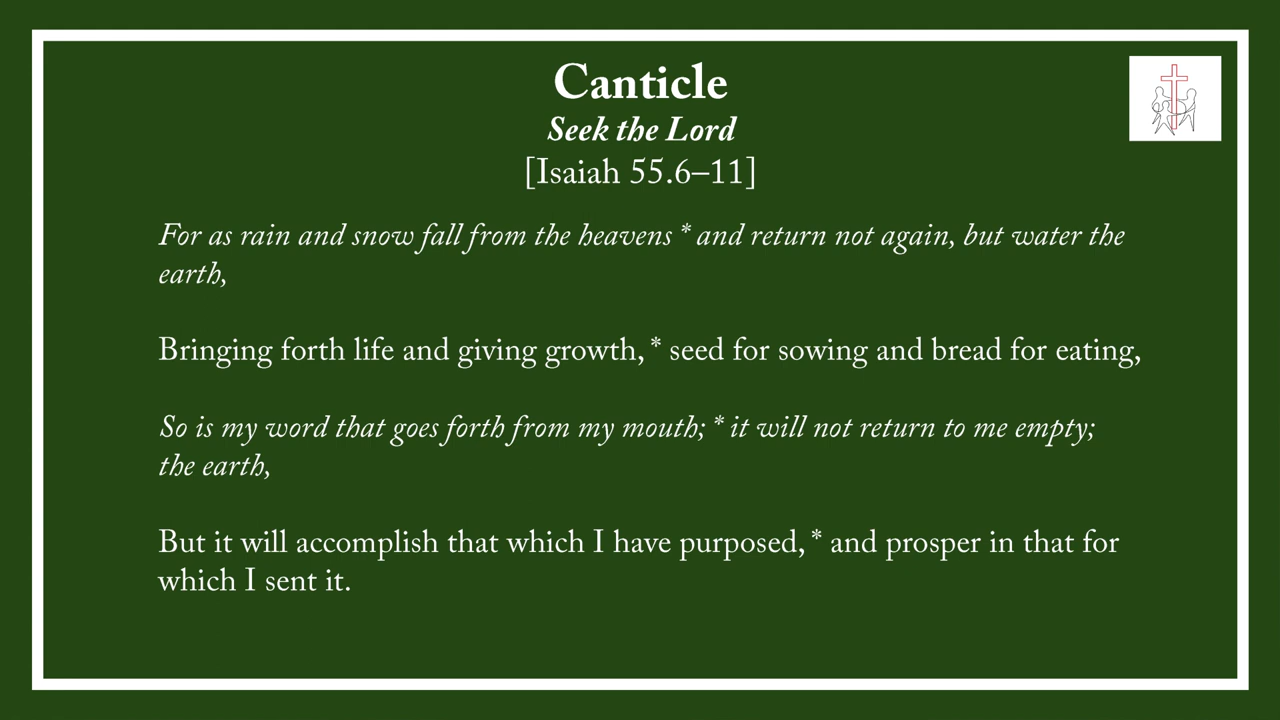 Canticle
Seek the Lord
[Isaiah 55.6–11]
For as rain and snow fall from the heavens * and return not again, but water the
earth,
Bringing forth life and giving growth, * seed for sowing and bread for eating,
So is my word that goes forth from my mouth; * it will not return to me empty;
the earth,
But it will accomplish that which I have purposed, * and prosper in that for
which I sent it.